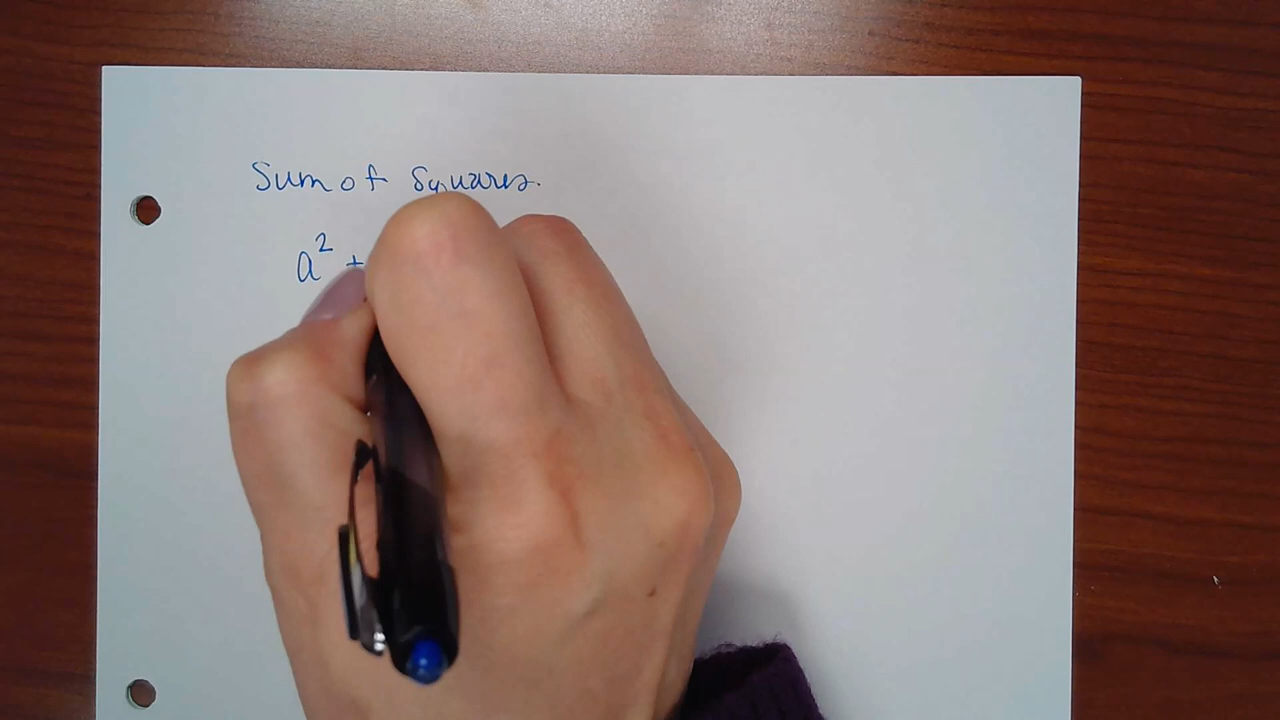 Sum of Squares.
a² +